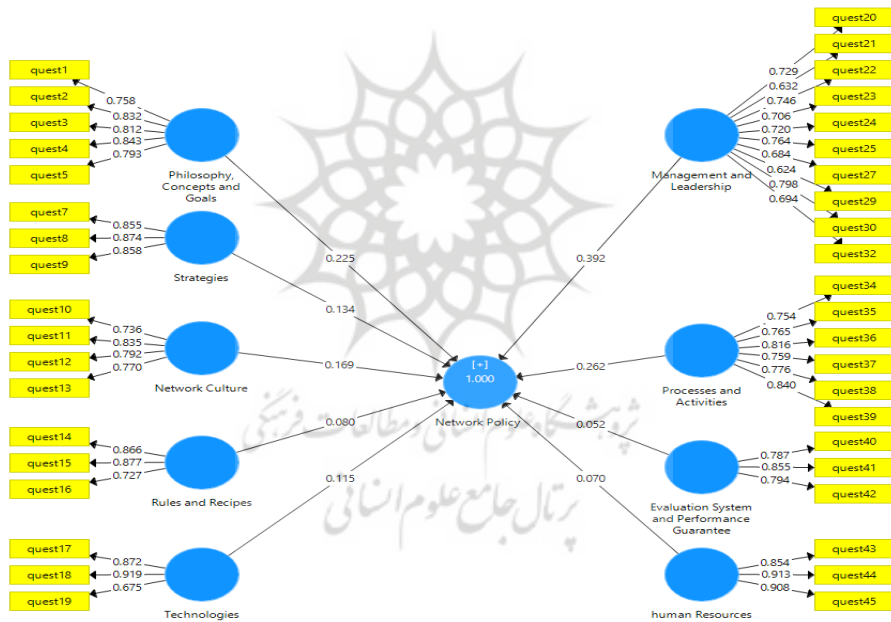 quest1
quest2
quest3
quest4
quest5
0.758
0.832
0.812
0.843
0.793
Philosophy,
Concepts and
Goals
quest7
quest8
quest9
0.855
0.874
0.858
Strategies
quest10
quest11
quest12
quest13
0.736
0.835
0.792
0.770
Network Culture
quest14
quest15
quest16
0.866
0.877
0.727
Rules and Recipes
quest17
quest18
quest19
0.872
0.919
0.675
Technologies
0.225
0.134
0.169
0.080
0.115
[+]
1.000
Network Policy
0.392
0.262
0.052
0.070
quest20
quest21
quest22
quest23
quest24
quest25
quest27
quest29
quest30
quest32
0.729
0.632
0.746
0.706
0.720
0.764
0.684
0.624
0.798
0.694
Management and
Leadership
quest34
quest35
quest36
quest37
quest38
quest39
0.754
0.765
0.816
0.759
0.776
0.840
Processes and
Activities
quest40
quest41
quest42
0.787
0.855
0.794
Evaluation System
and Performance
Guarantee
quest43
quest44
quest45
0.854
0.913
0.908
human Resources
پژوهشگاه علوم انسانی و مطالعات فرهنگی
پرتال جامع علوم انسانی